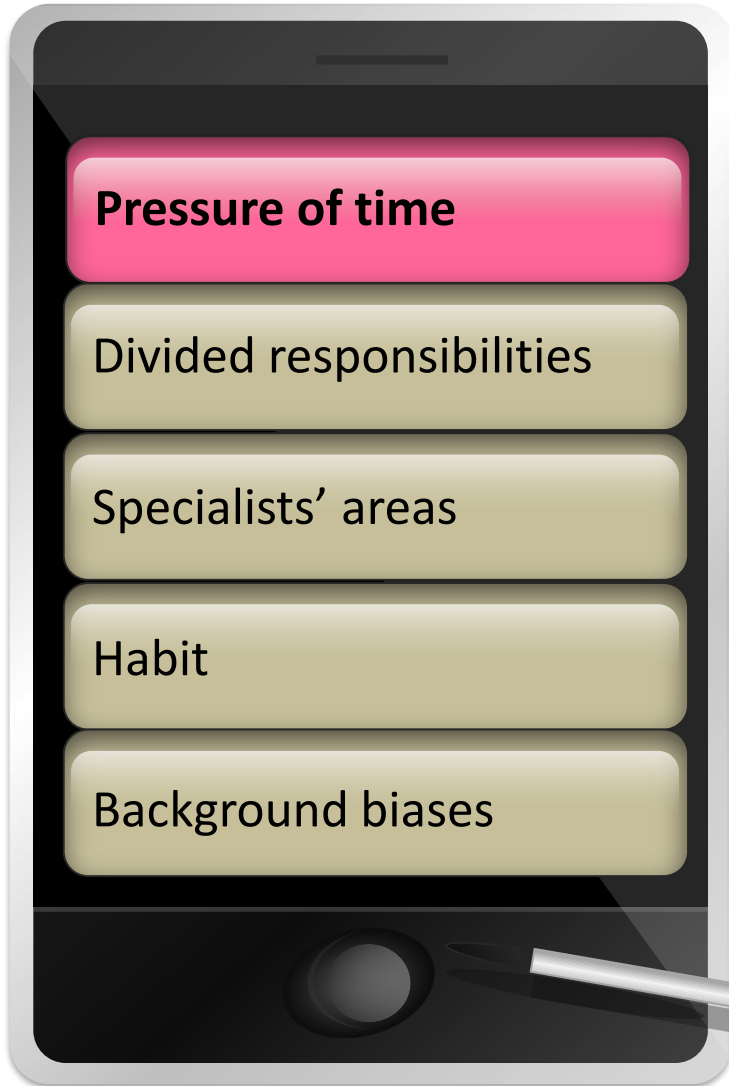 Pressure of time
Divided responsibilities
Specialists’ areas
Habit
Background biases